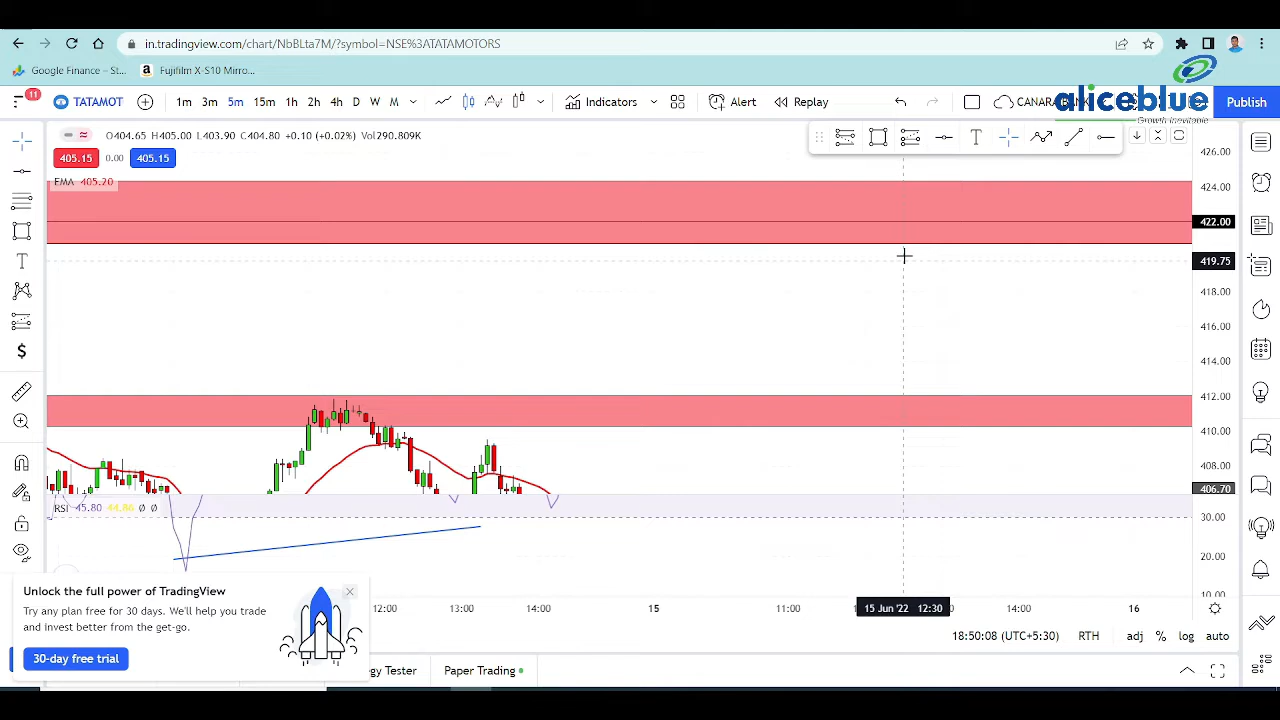 in.tradingview.com/chart/NbBLta7M/?symbol=NSE%3ATATAMOTORS
Google Finance – St...
Fujifilm X-S10 Mirro...
11
TATAMOT
1m 3m 5m 15m 1h 2h 4h D W M
Indicators
Alert
Replay
CANARA BANK
Publish
aliceblue
Growth Inevitable
O404.65 H405.00 L403.90 C404.80 +0.10 (+0.02%) Vol290.809K
405.15 0.00 405.15
EMA 405.20
426.00
424.00
422.00
419.75
418.00
416.00
414.00
412.00
410.00
408.00
406.70
RSI 45.80 44.86 Ø Ø
30.00
20.00
10.00
Unlock the full power of TradingView
Try any plan free for 30 days. We'll help you trade
and invest better from the get-go.
30-day free trial
12:00 13:00 14:00 15 11:00 15 Jun '22 12:30 14:00 16
18:50:08 (UTC+5:30) RTH adj % log auto
gy Tester
Paper Trading